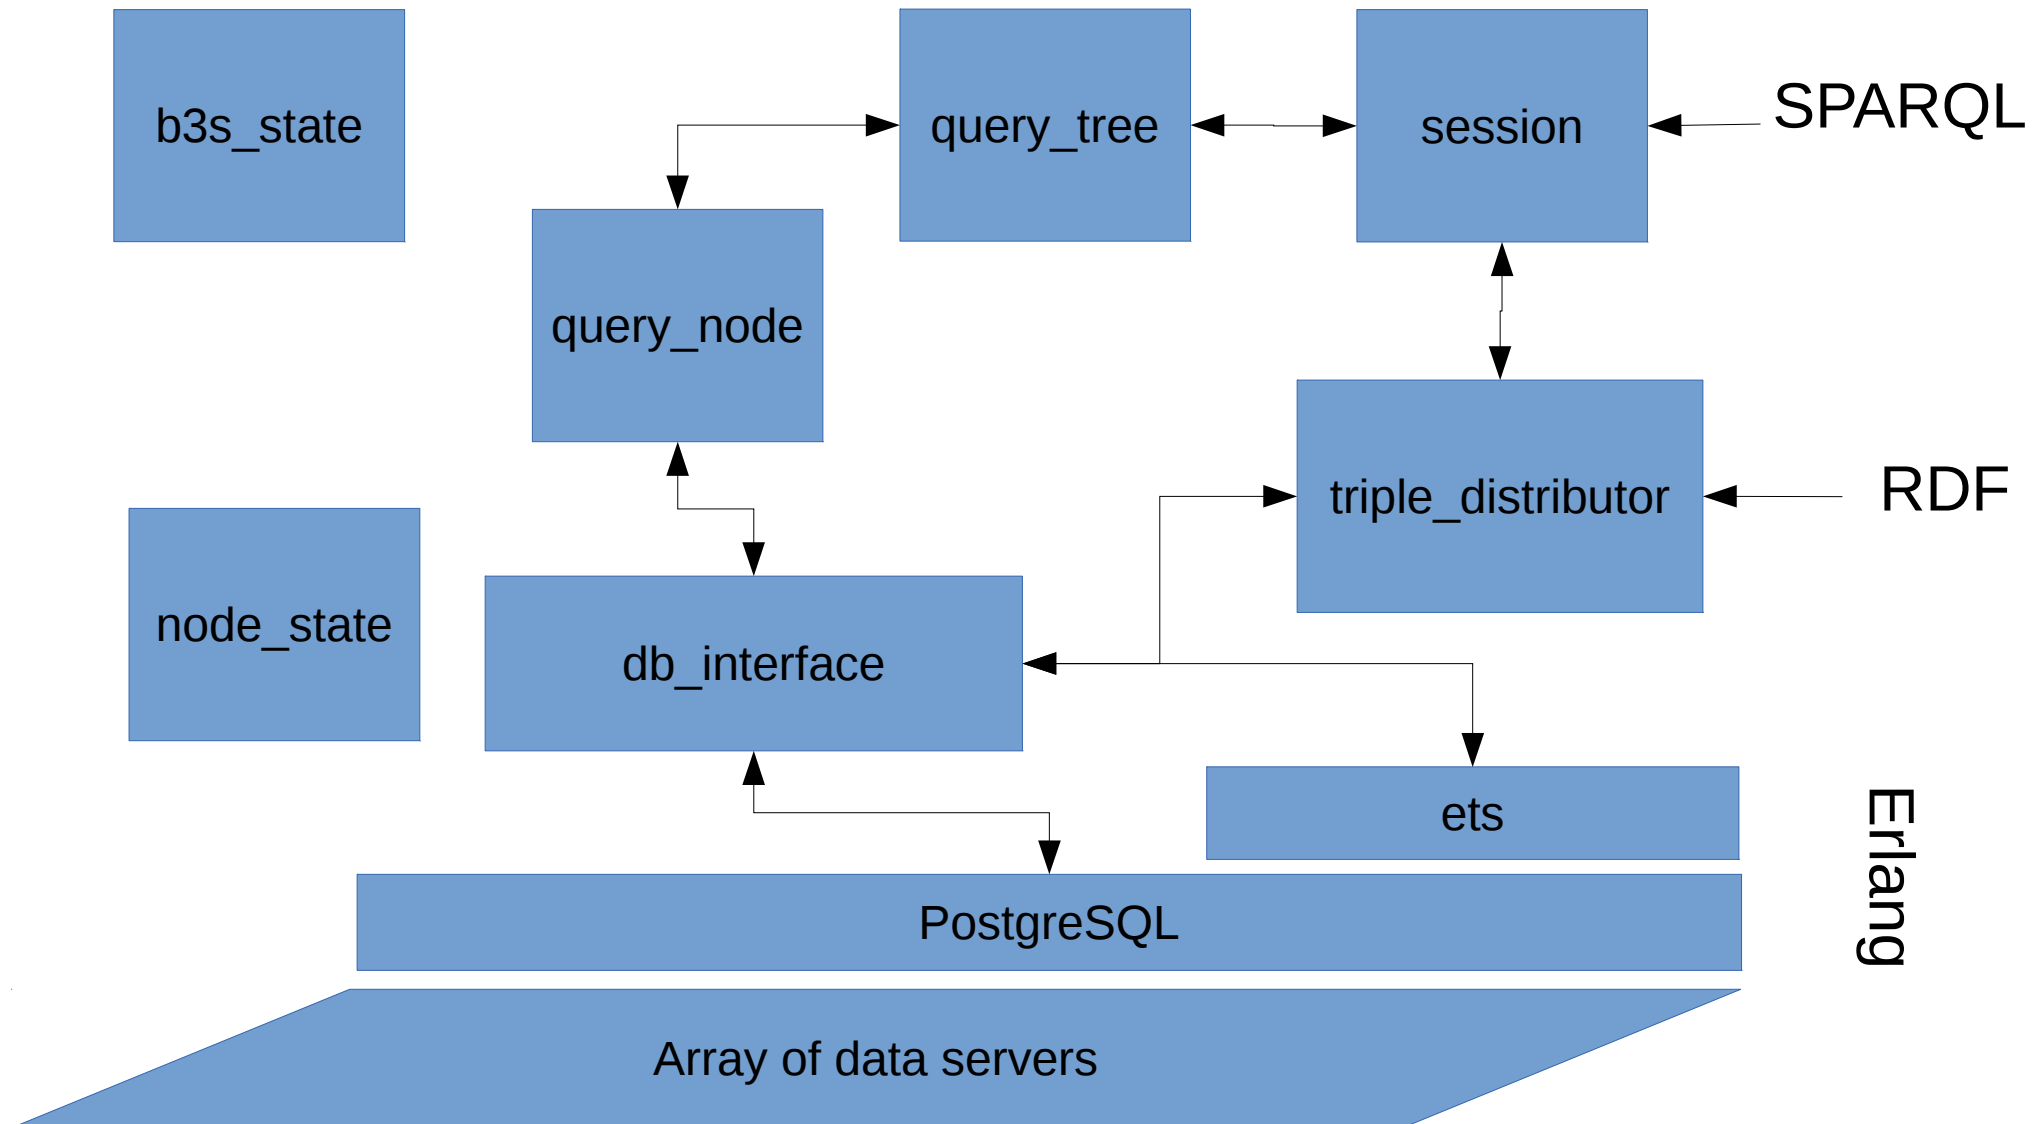 b3s_state
query_tree
session
SPARQL
query_node
triple_distributor
RDF
node_state
db_interface
ets
Erlang
PostgreSQL
Array of data servers